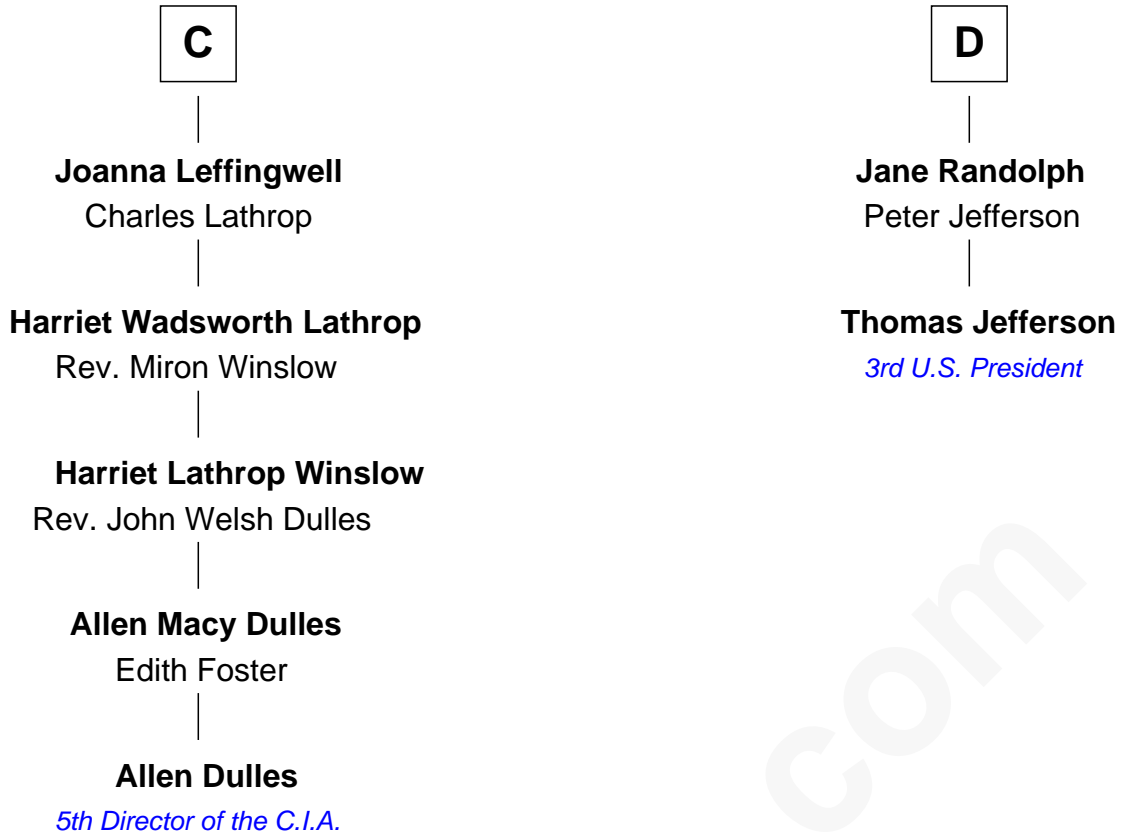 C
Joanna Leffingwell
Charles Lathrop
Harriet Wadsworth Lathrop
Rev. Miron Winslow
Harriet Lathrop Winslow
Rev. John Welsh Dulles
Allen Macy Dulles
Edith Foster
Allen Dulles
5th Director of the C.I.A.
D
Jane Randolph
Peter Jefferson
Thomas Jefferson
3rd U.S. President
com